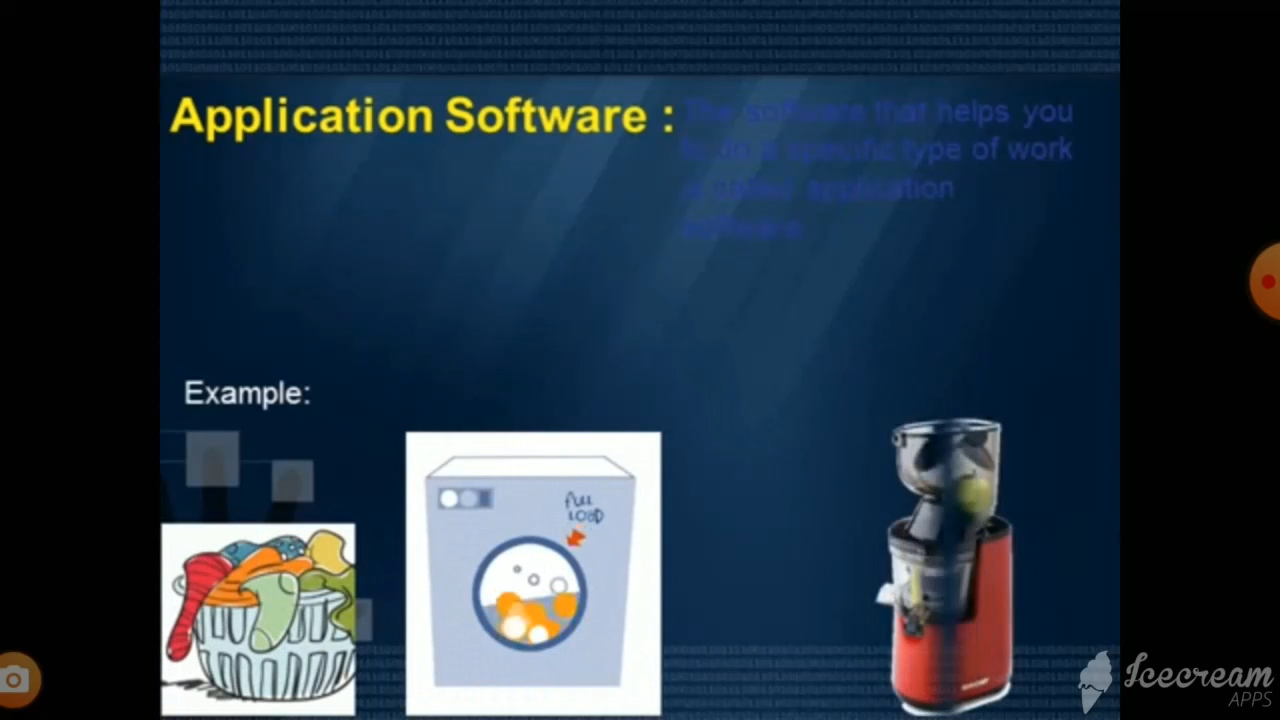 Application Software :
The software that helps you
to do a specific type of work
is called application
software
Example:
FULL
LOAD
Icecream
APPS